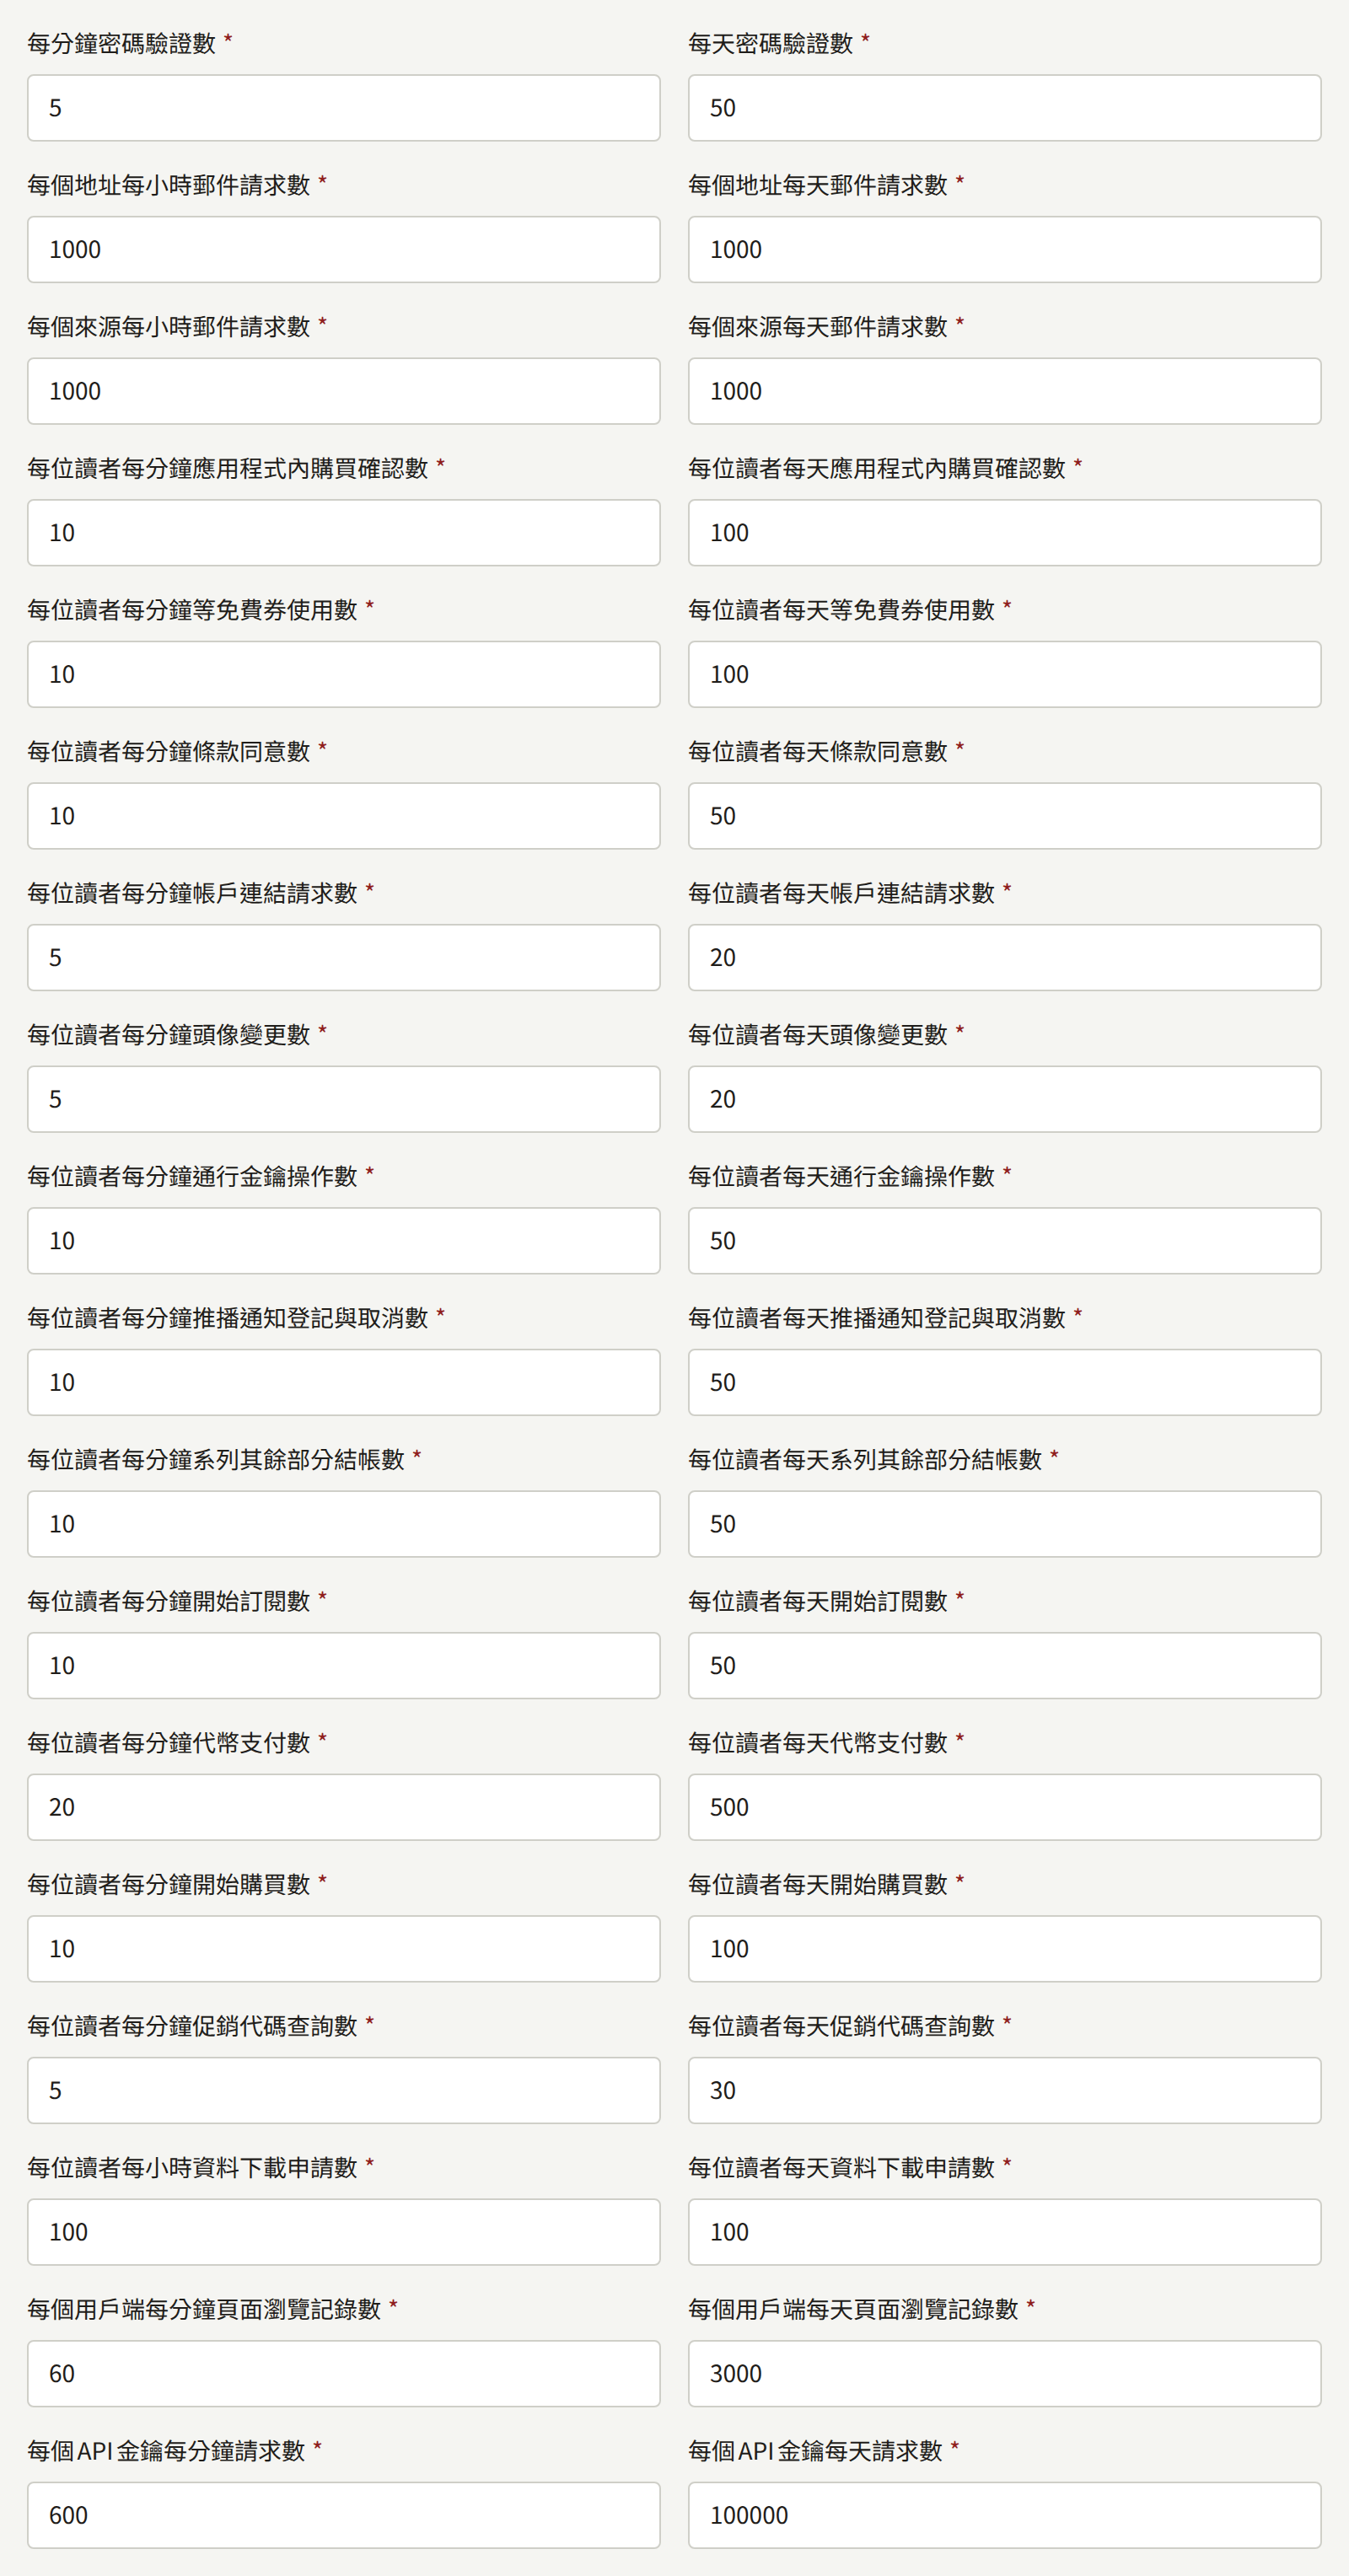 每分鐘密碼驗證數 *
每天密碼驗證數 *
5
50
每個地址每小時郵件請求數 *
每個地址每天郵件請求數 *
1000
1000
每個來源每小時郵件請求數 *
每個來源每天郵件請求數 *
1000
1000
每位讀者每分鐘應用程式內購買確認數 *
每位讀者每天應用程式內購買確認數 *
10
100
每位讀者每分鐘等免費券使用數 *
每位讀者每天等免費券使用數 *
10
100
每位讀者每分鐘條款同意數 *
每位讀者每天條款同意數 *
10
50
每位讀者每分鐘帳戶連結請求數 *
每位讀者每天帳戶連結請求數 *
5
20
每位讀者每分鐘頭像變更數 *
每位讀者每天頭像變更數 *
5
20
每位讀者每分鐘通行金鑰操作數 *
每位讀者每天通行金鑰操作數 *
10
50
每位讀者每分鐘推播通知登記與取消數 *
每位讀者每天推播通知登記與取消數 *
10
50
每位讀者每分鐘系列其餘部分結帳數 *
每位讀者每天系列其餘部分結帳數 *
10
50
每位讀者每分鐘開始訂閱數 *
每位讀者每天開始訂閱數 *
10
50
每位讀者每分鐘代幣支付數 *
每位讀者每天代幣支付數 *
20
500
每位讀者每分鐘開始購買數 *
每位讀者每天開始購買數 *
10
100
每位讀者每分鐘促銷代碼查詢數 *
每位讀者每天促銷代碼查詢數 *
5
30
每位讀者每小時資料下載申請數 *
每位讀者每天資料下載申請數 *
100
100
每個用戶端每分鐘頁面瀏覽記錄數 *
每個用戶端每天頁面瀏覽記錄數 *
60
3000
每個 API 金鑰每分鐘請求數 *
每個 API 金鑰每天請求數 *
600
100000